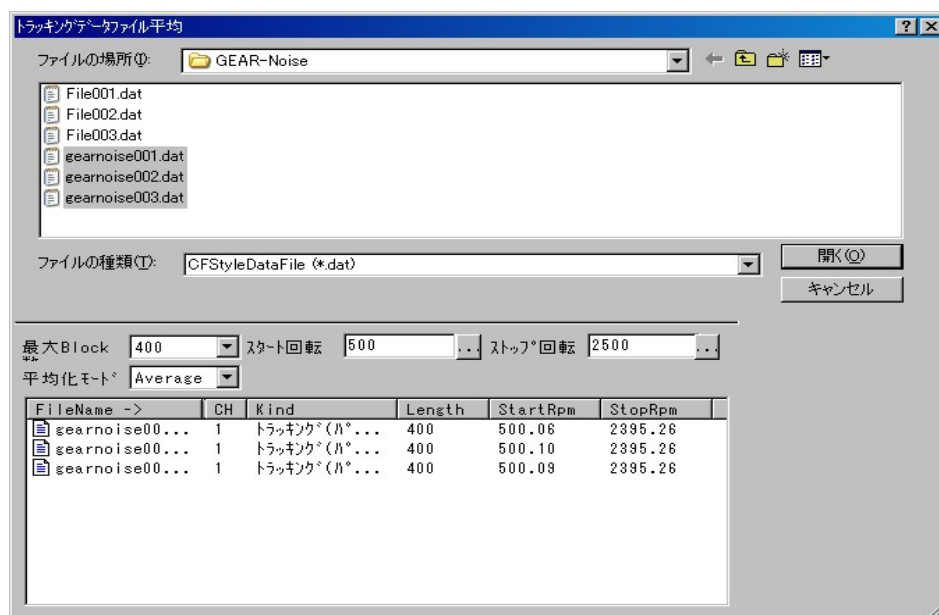 トラッキングデータファイル平均
ファイルの場所(I): GEAR-Noise
File001.dat
File002.dat
File003.dat
gearnoise001.dat
gearnoise002.dat
gearnoise003.dat
ファイルの種類(T): CFStyleDataFile (*.dat) 開く(O)
キャンセル
最大Block 400 スタート回転 500 ... ストップ回転 2500 ...
平均化モード Average
FileName -> CH Kind Length StartRpm StopRpm
gearnoise00... 1 トラッキング(パ... 400 500.06 2395.26
gearnoise00... 1 トラッキング(パ... 400 500.10 2395.26
gearnoise00... 1 トラッキング(パ... 400 500.09 2395.26